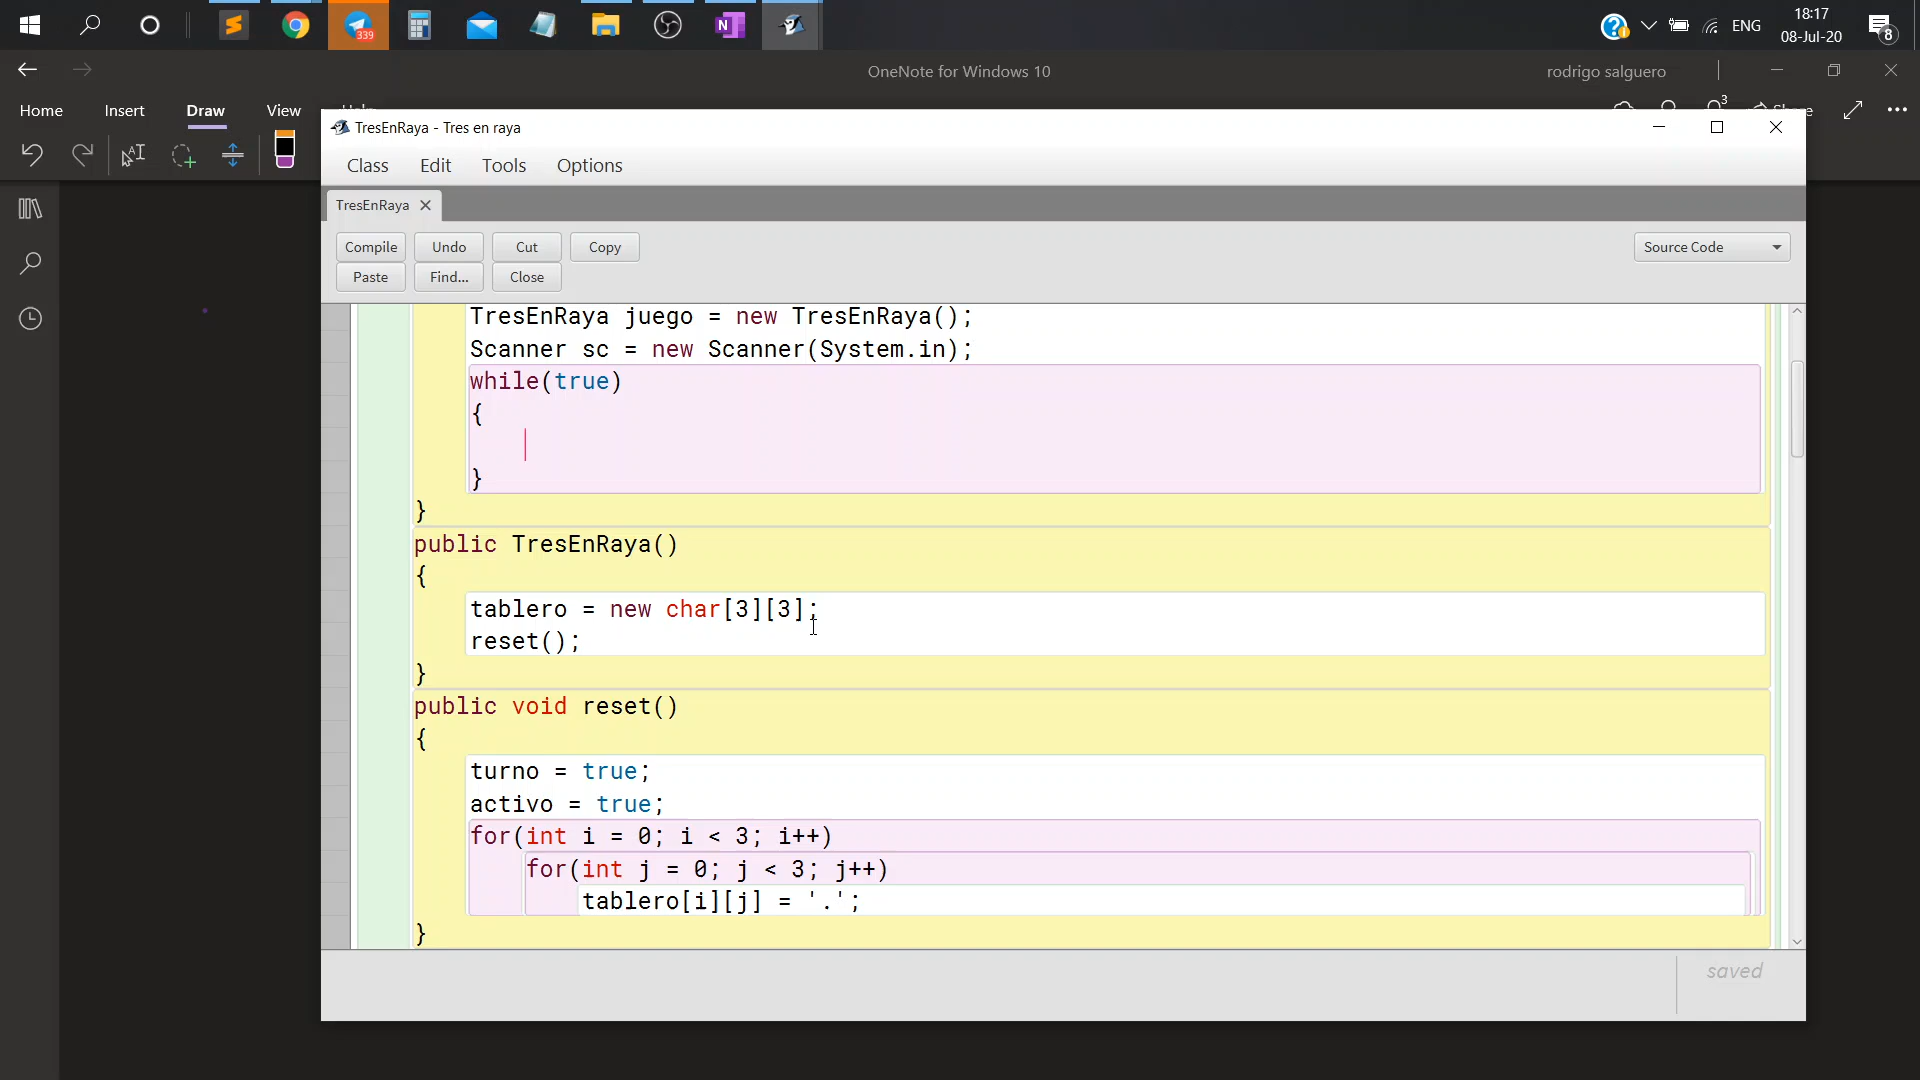 339
N
ENG
18:17
08-Jul-20
8
OneNote for Windows 10
rodrigo salguero
Home
Insert
Draw
View
Help
3
Share
TresEnRaya - Tres en raya
Class
Edit
Tools
Options
TresEnRaya
Compile
Undo
Cut
Copy
Paste
Find...
Close
Source Code
TresEnRaya juego = new TresEnRaya();
Scanner sc = new Scanner(System.in);
while(true)
{
}
}
public TresEnRaya()
{
tablero = new char[3][3];
reset();
}
public void reset()
{
turno = true;
activo = true;
for(int i = 0; i < 3; i++)
for(int j = 0; j < 3; j++)
tablero[i][j] = '.';
}
saved